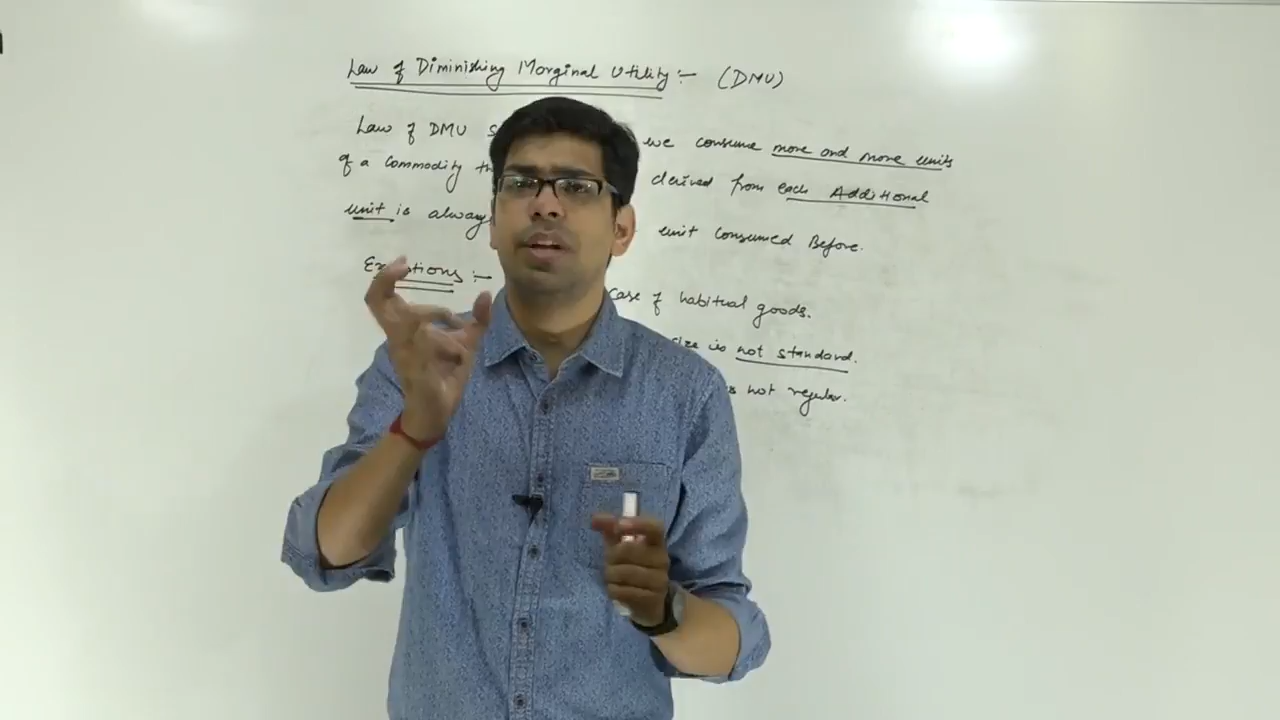 Law of Diminishing Marginal Utility :- (DMU)
Law of DMU we consume more and more units
of a commodity derived from each Additional
unit is always unit consumed Before.
:- case of habitual goods.
size is not standard.
not regular.